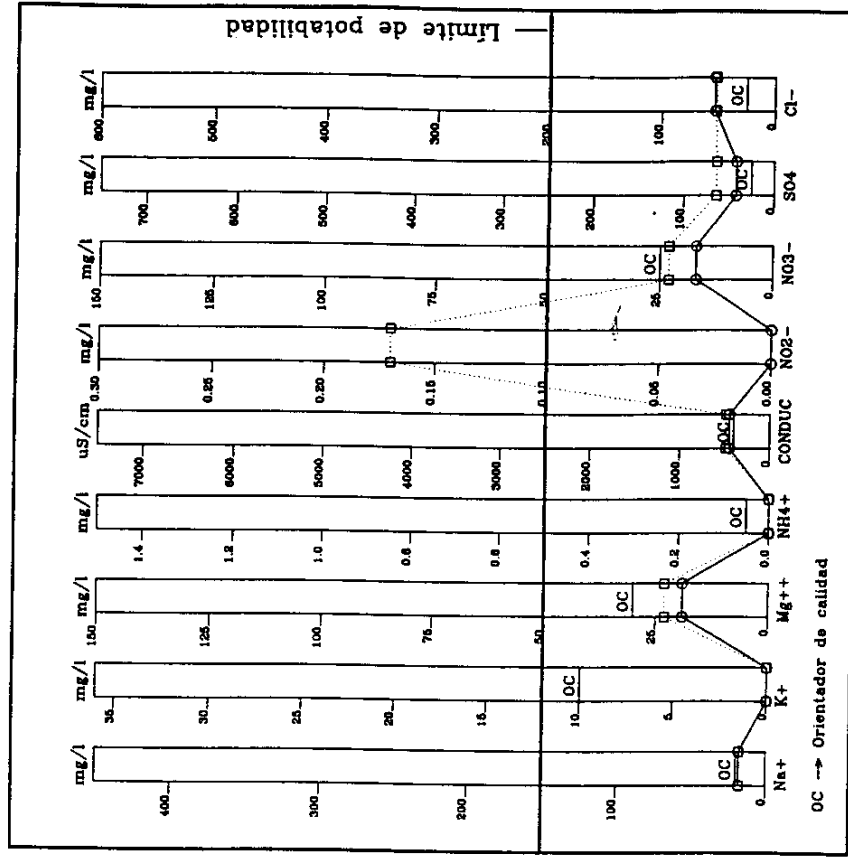 Límite de potabilidad
mg/l
400
300
200
100
OC
0
Na+
mg/l
35
30
25
20
15
10
OC
5
0
K+
mg/l
150
125
100
75
50
OC
25
0
Mg++
mg/l
1.4
1.2
1.0
0.8
0.6
0.4
0.2
OC
0.0
NH4+
uS/cm
7000
6000
5000
4000
3000
2000
1000
OC
0
CONDUC
mg/l
0.30
0.25
0.20
0.15
0.10
0.05
0.00
NO2-
mg/l
150
125
100
75
50
25
OC
0
NO3-
mg/l
700
600
500
400
300
200
100
OC
0
SO4
mg/l
600
500
400
300
200
100
OC
0
Cl-
OC --> Orientador de calidad